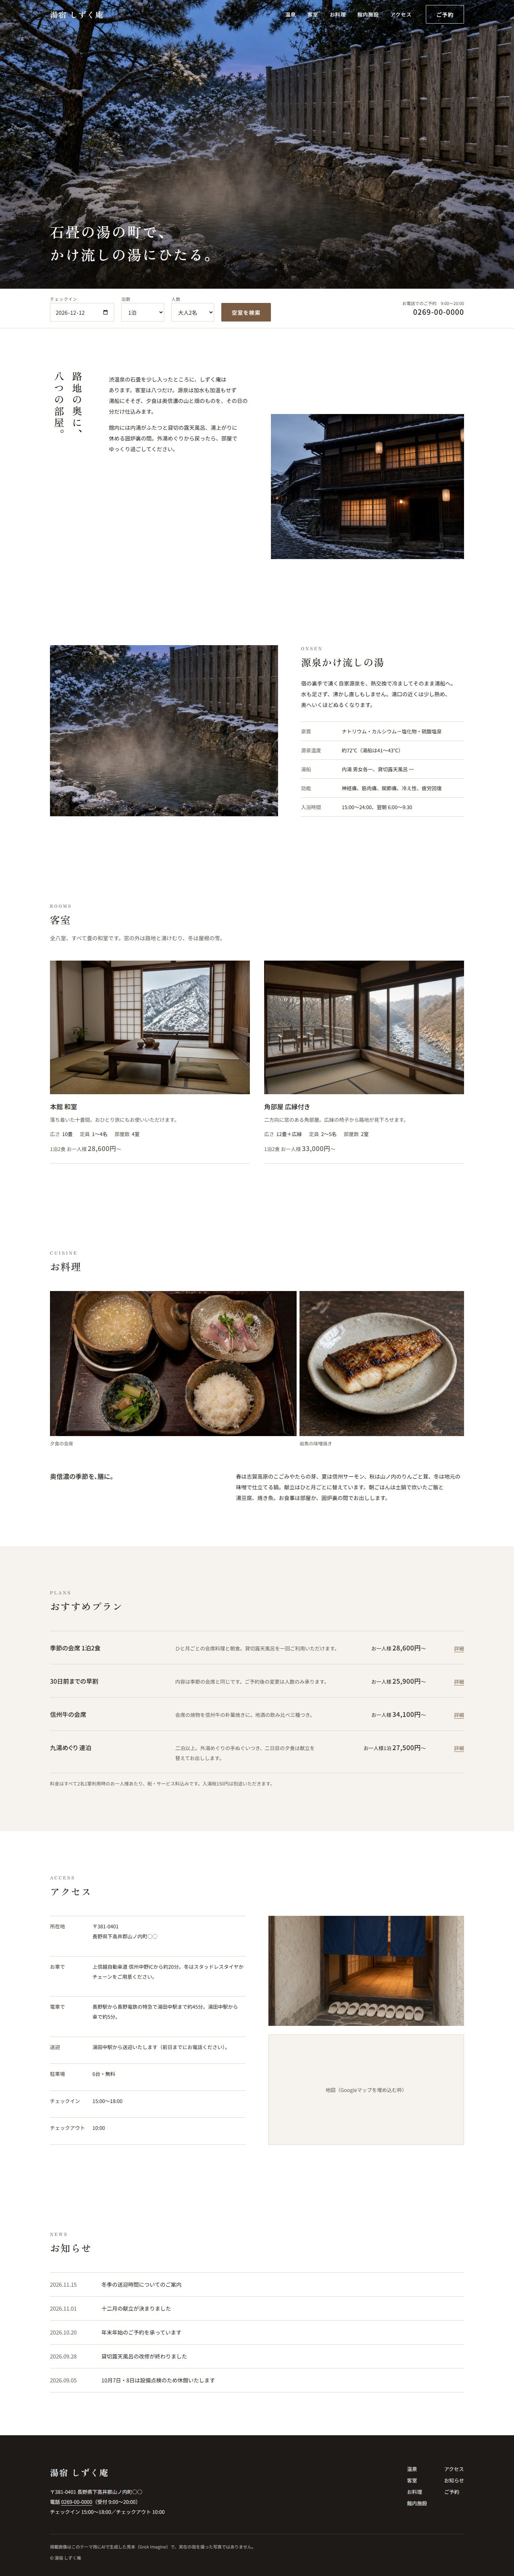 湯宿 しずく庵
温泉 客室 お料理 館内施設 アクセス ご予約
石畳の湯の町で、
かけ流しの湯にひたる。
チェックイン 泊数 人数
2026-12-12 1泊 大人2名 空室を検索
お電話でのご予約 9:00〜20:00
0269-00-0000
路地の奥に、
八つの部屋。
渋温泉の石畳を少し入ったところに、しずく庵は
あります。客室は八つだけ。源泉は加水も加温もせず
湯船にそそぎ、夕食は奥信濃の山と畑のものを、その日の
分だけ仕込みます。
館内には内湯がふたつと貸切の露天風呂、湯上がりに
休める囲炉裏の間。外湯めぐりから戻ったら、部屋で
ゆっくり過ごしてください。
ONSEN
源泉かけ流しの湯
宿の裏手で湧く自家源泉を、熱交換で冷ましてそのまま湯船へ。
水も足さず、沸かし直しもしません。湯口の近くは少し熱め、
奥へいくほどぬるくなります。
泉質 ナトリウム・カルシウム－塩化物・硫酸塩泉
源泉温度 約72℃（湯船は41〜43℃）
湯船 内湯 男女各一、貸切露天風呂 一
効能 神経痛、筋肉痛、関節痛、冷え性、疲労回復
入浴時間 15:00〜24:00、翌朝 6:00〜9:30
ROOMS
客室
全八室、すべて畳の和室です。窓の外は路地と湯けむり、冬は屋根の雪。
本館 和室
落ち着いた十畳間。おひとり旅にもお使いいただけます。
広さ 10畳 定員 1〜4名 部屋数 4室
1泊2食 お一人様 28,600円〜
角部屋 広縁付き
二方向に窓のある角部屋。広縁の椅子から路地が見下ろせます。
広さ 12畳＋広縁 定員 2〜5名 部屋数 2室
1泊2食 お一人様 33,000円〜
CUISINE
お料理
夕食の会席
岩魚の味噌焼き
奥信濃の季節を、膳に。
春は志賀高原のこごみやたらの芽、夏は信州サーモン、秋は山ノ内のりんごと茸、冬は地元の
味噌で仕立てる鍋。献立はひと月ごとに替えています。朝ごはんは土鍋で炊いたご飯と
湯豆腐、焼き魚。お食事は部屋か、囲炉裏の間でお出しします。
PLANS
おすすめプラン
季節の会席 1泊2食 ひと月ごとの会席料理と朝食。貸切露天風呂を一回ご利用いただけます。 お一人様 28,600円〜 詳細
30日前までの早割 内容は季節の会席と同じです。ご予約後の変更は人数のみ承ります。 お一人様 25,900円〜 詳細
信州牛の会席 会席の焼物を信州牛の朴葉焼きに。地酒の飲み比べ三種つき。 お一人様 34,100円〜 詳細
九湯めぐり 連泊 二泊以上。外湯めぐりの手ぬぐいつき、二日目の夕食は献立を
替えてお出しします。 お一人様1泊 27,500円〜 詳細
料金はすべて2名1室利用時のお一人様あたり、税・サービス料込みです。入湯税150円は別途いただきます。
ACCESS
アクセス
所在地 〒381-0401
長野県下高井郡山ノ内町〇〇
お車で 上信越自動車道 信州中野ICから約20分。冬はスタッドレスタイヤか
チェーンをご用意ください。
電車で 長野駅から長野電鉄の特急で湯田中駅まで約45分。湯田中駅から
車で約5分。
送迎 湯田中駅から送迎いたします（前日までにお電話ください）。
駐車場 6台・無料
チェックイン 15:00〜18:00
チェックアウト 10:00
地図（Googleマップを埋め込む枠）
NEWS
お知らせ
2026.11.15 冬季の送迎時間についてのご案内
2026.11.01 十二月の献立が決まりました
2026.10.20 年末年始のご予約を承っています
2026.09.28 貸切露天風呂の改修が終わりました
2026.09.05 10月7日・8日は設備点検のため休館いたします
湯宿 しずく庵
〒381-0401 長野県下高井郡山ノ内町〇〇
電話 0269-00-0000（受付 9:00〜20:00）
チェックイン 15:00〜18:00／チェックアウト 10:00
温泉 アクセス
客室 お知らせ
お料理 ご予約
館内施設
掲載画像はこのテーマ用にAIで生成した見本（Grok Imagine）で、実在の宿を撮った写真ではありません。
© 湯宿 しずく庵